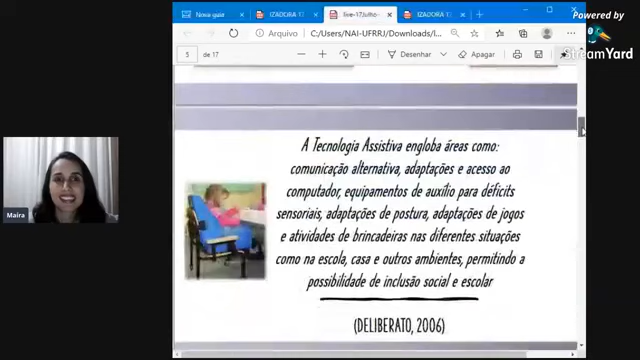 Nova guia
IZADORA 17
live-17Julho-
IZADORA 17
Powered by
StreamYard
Arquivo
C:/Users/NAI-UFRRJ/Downloads/l...
5
de 17
Desenhar
Apagar
A Tecnologia Assistiva engloba áreas como:
comunicação alternativa, adaptações e acesso ao
computador, equipamentos de auxílio para déficits
sensoriais, adaptações de postura, adaptações de jogos
e atividades de brincadeiras nas diferentes situações
como na escola, casa e outros ambientes, permitindo a
possibilidade de inclusão social e escolar
(DELIBERATO, 2006)
Maira